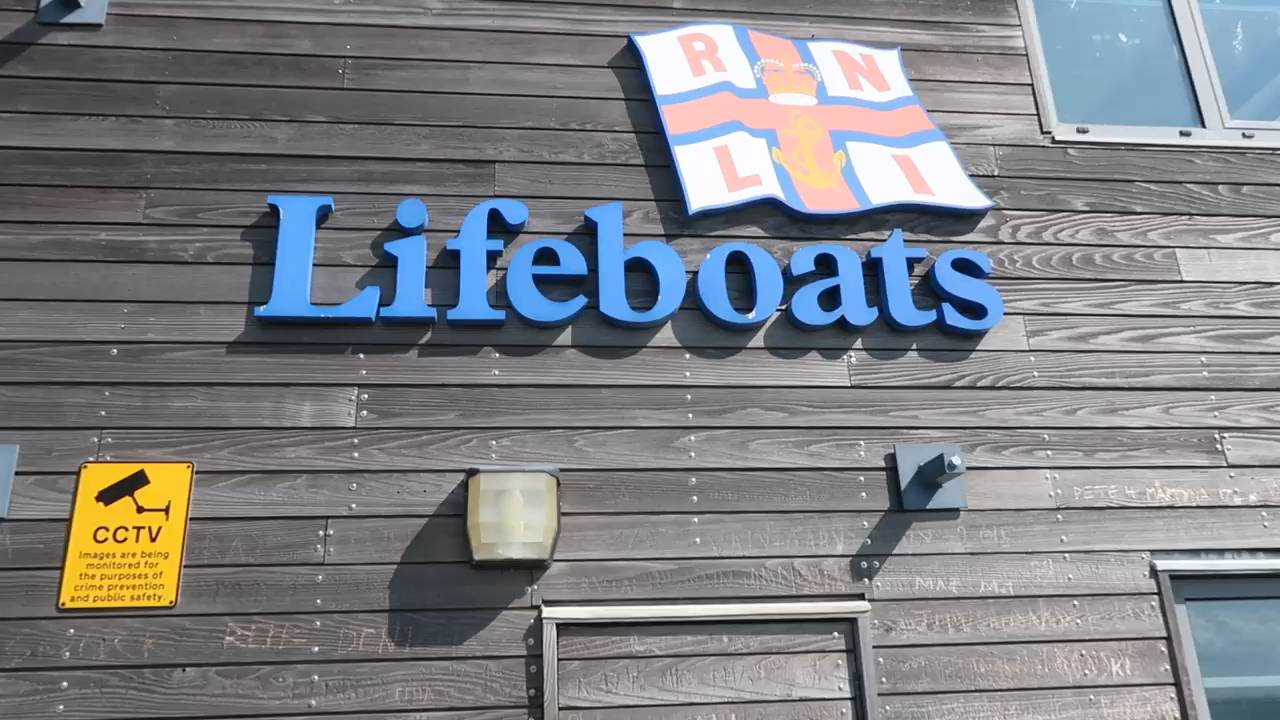 R N
L I
Lifeboats
CCTV
Images are being
monitored for
the purposes of
crime prevention
and public safety.